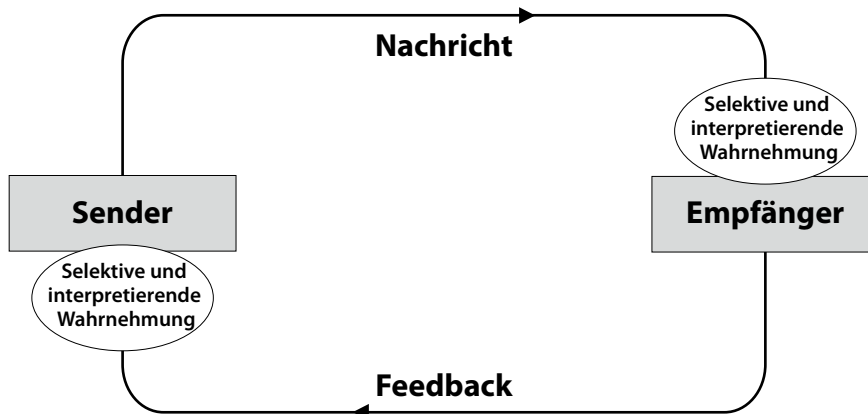 Nachricht
Selektive und
interpretierende
Wahrnehmung
Sender
Empfänger
Selektive und
interpretierende
Wahrnehmung
Feedback